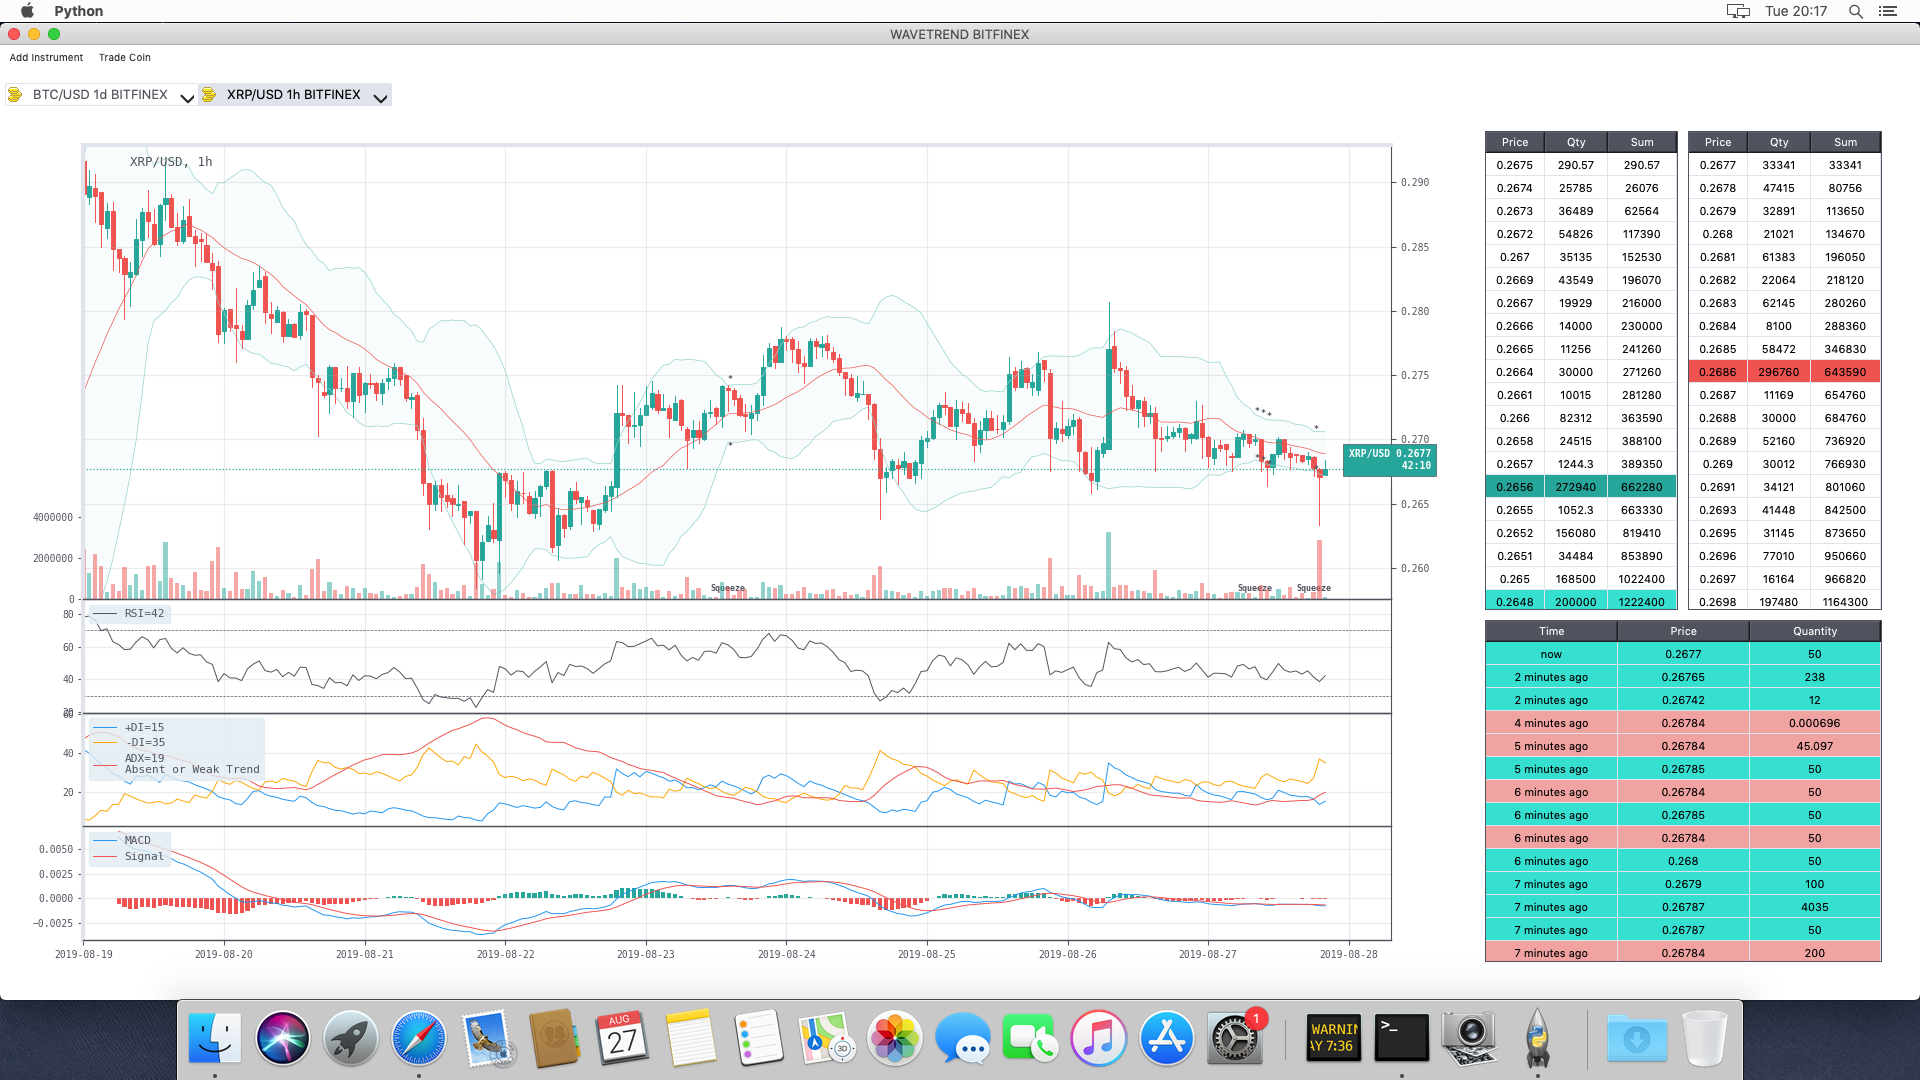 Python
Tue 20:17
WAVETREND BITFINEX
Add Instrument Trade Coin
BTC/USD 1d BITFINEX XRP/USD 1h BITFINEX
XRP/USD, 1h
0.290
0.285
0.280
0.275
0.270
0.265
0.260
XRP/USD 0.2677
42:10
4000000
2000000
0
Squeeze Squeeze Squeeze
80
60
40
20
RSI=42
60
40
20
+DI=15
-DI=35
ADX=19
Absent or Weak Trend
0.0050
0.0025
0.0000
−0.0025
MACD
Signal
2019-08-19 2019-08-20 2019-08-21 2019-08-22 2019-08-23 2019-08-24 2019-08-25 2019-08-26 2019-08-27 2019-08-28
Price Qty Sum
0.2675 290.57 290.57
0.2674 25785 26076
0.2673 36489 62564
0.2672 54826 117390
0.267 35135 152530
0.2669 43549 196070
0.2667 19929 216000
0.2666 14000 230000
0.2665 11256 241260
0.2664 30000 271260
0.2661 10015 281280
0.266 82312 363590
0.2658 24515 388100
0.2657 1244.3 389350
0.2656 272940 662280
0.2655 1052.3 663330
0.2652 156080 819410
0.2651 34484 853890
0.265 168500 1022400
0.2648 200000 1222400
Price Qty Sum
0.2677 33341 33341
0.2678 47415 80756
0.2679 32891 113650
0.268 21021 134670
0.2681 61383 196050
0.2682 22064 218120
0.2683 62145 280260
0.2684 8100 288360
0.2685 58472 346830
0.2686 296760 643590
0.2687 11169 654760
0.2688 30000 684760
0.2689 52160 736920
0.269 30012 766930
0.2691 34121 801060
0.2693 41448 842500
0.2695 31145 873650
0.2696 77010 950660
0.2697 16164 966820
0.2698 197480 1164300
Time Price Quantity
now 0.2677 50
2 minutes ago 0.26765 238
2 minutes ago 0.26742 12
4 minutes ago 0.26784 0.000696
5 minutes ago 0.26784 45.097
5 minutes ago 0.26785 50
6 minutes ago 0.26784 50
6 minutes ago 0.26785 50
6 minutes ago 0.26784 50
6 minutes ago 0.268 50
7 minutes ago 0.2679 100
7 minutes ago 0.26787 4035
7 minutes ago 0.26787 50
7 minutes ago 0.26784 200
AUG
27
3D
1
WARNIN
AY 7:36
>_